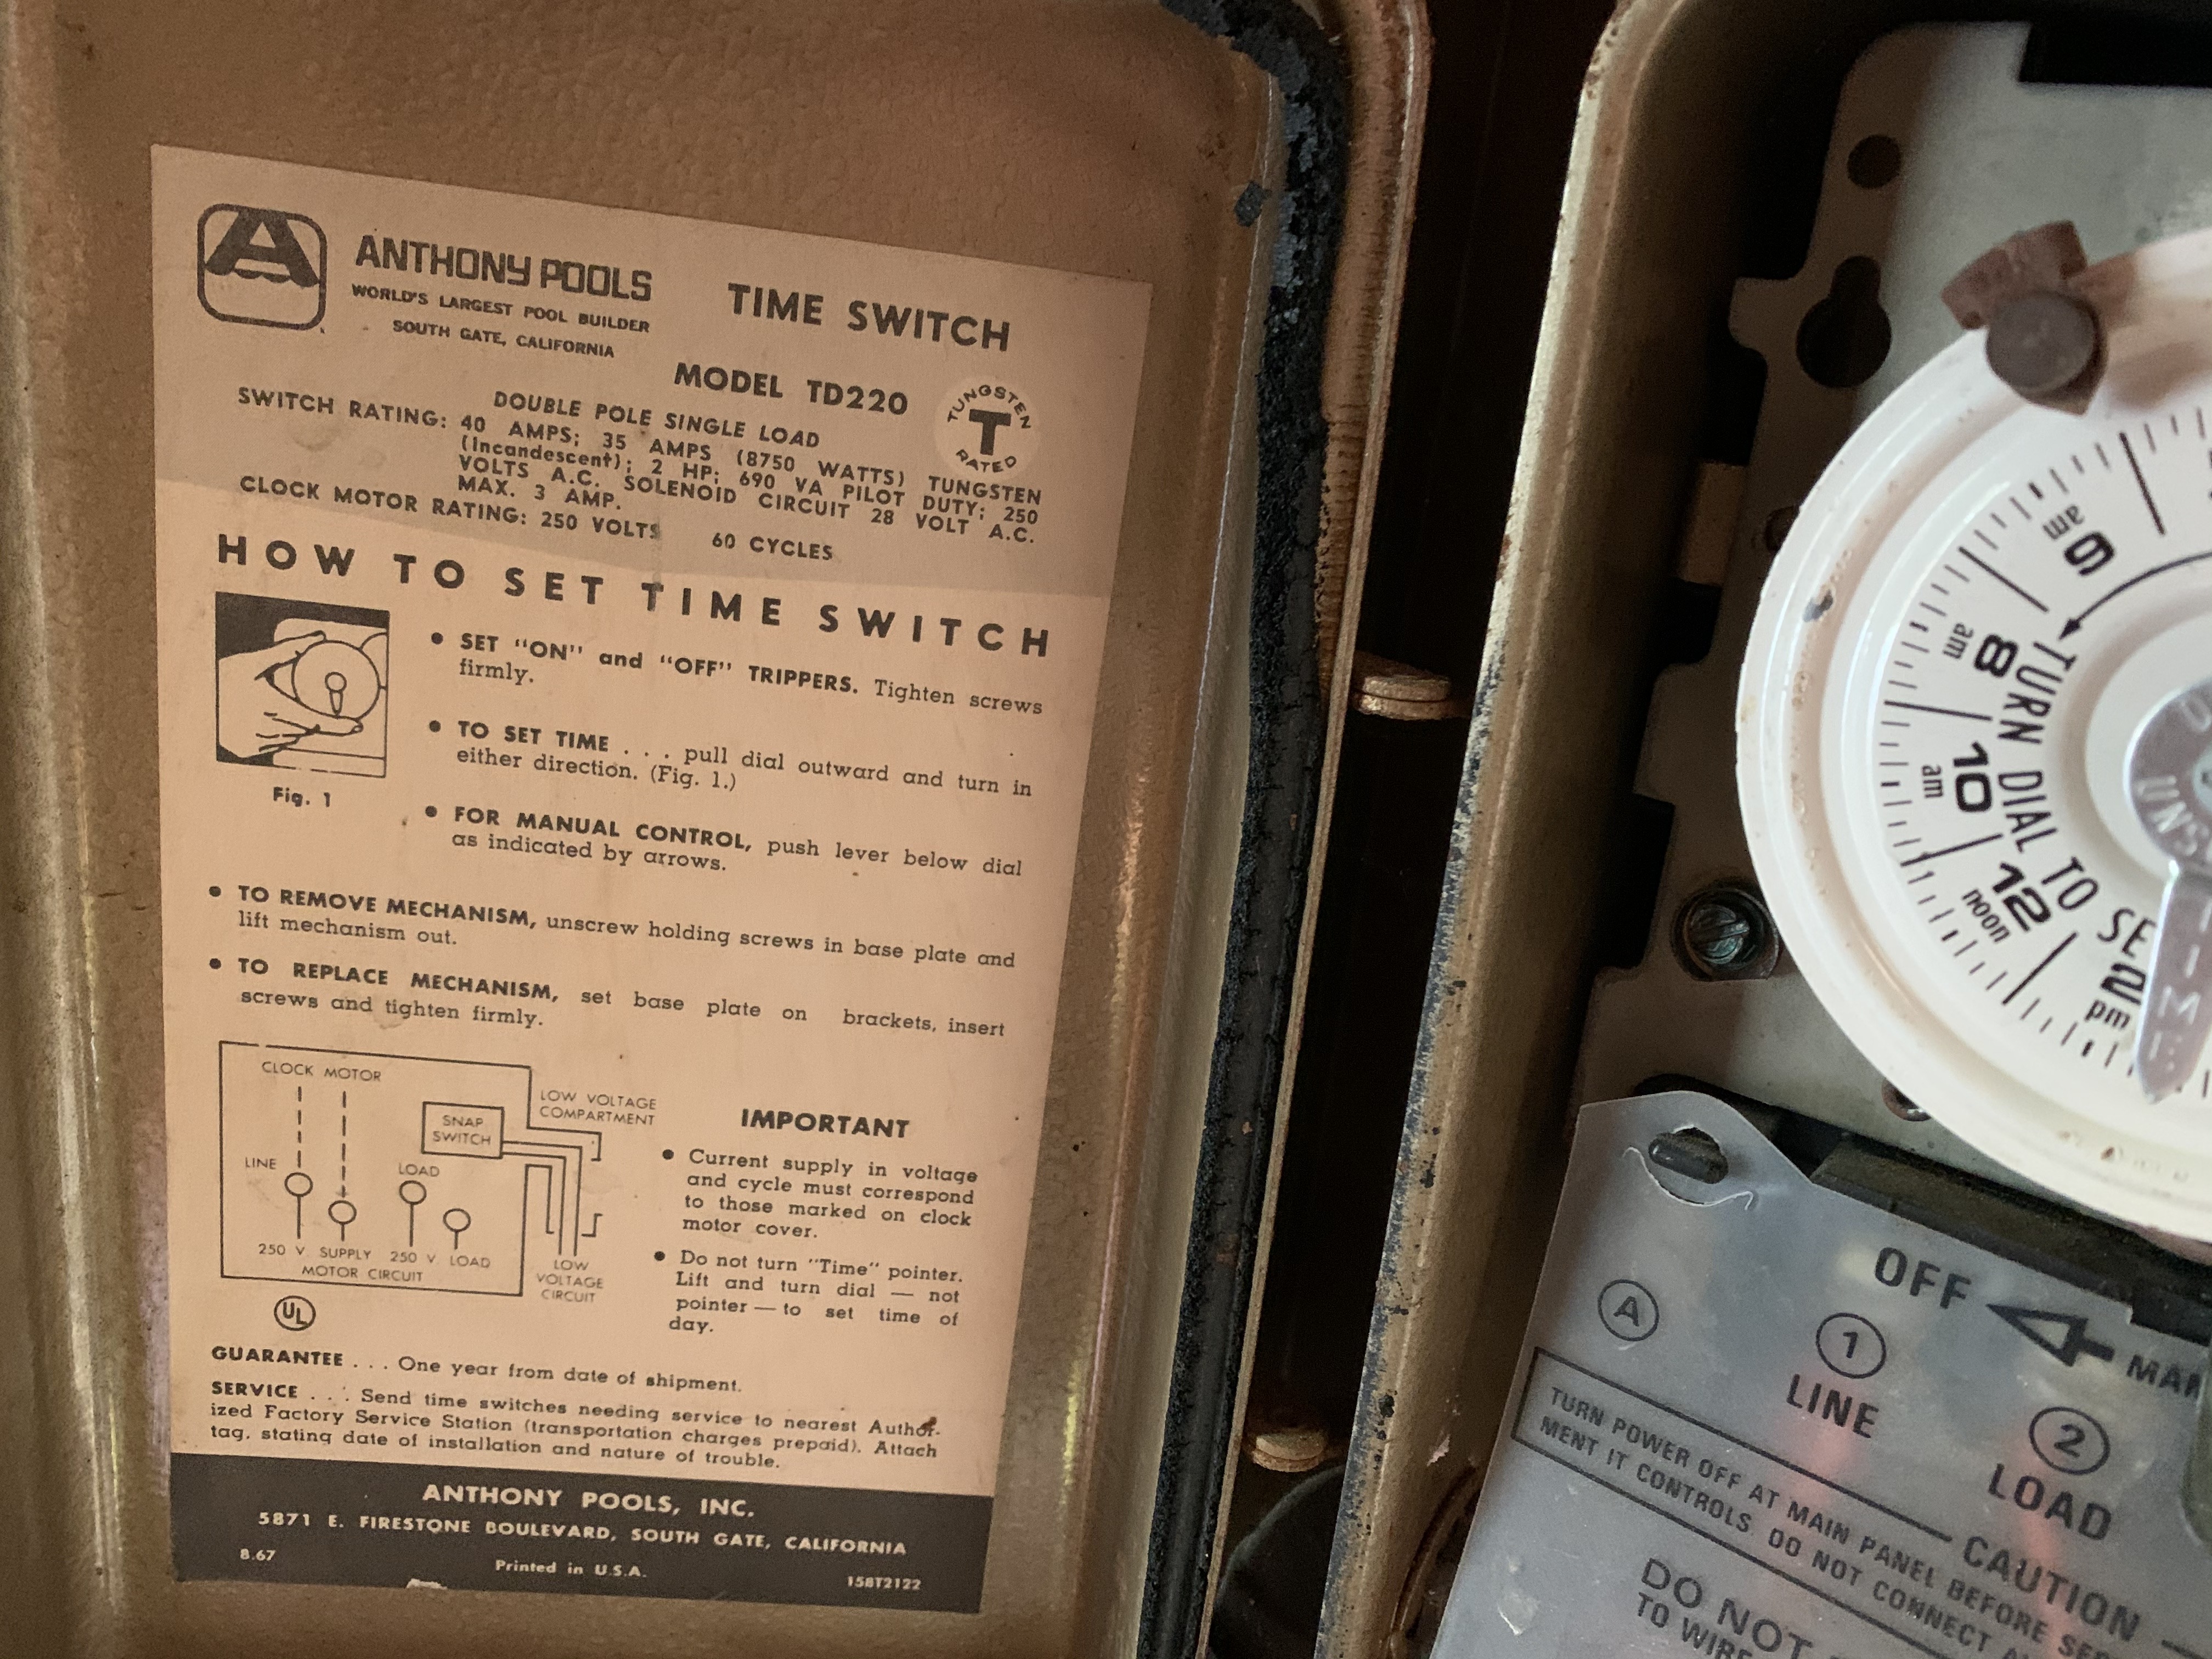 A
ANTHONY POOLS
WORLD'S LARGEST POOL BUILDER
SOUTH GATE, CALIFORNIA
TIME SWITCH
MODEL TD220
TUNGSTEN
T
RATED
DOUBLE POLE SINGLE LOAD
SWITCH RATING: 40 AMPS; 35 AMPS (8750 WATTS) TUNGSTEN
(Incandescent); 2 HP; 690 VA PILOT DUTY; 250
VOLTS A.C. SOLENOID CIRCUIT 28 VOLT A.C.
MAX. 3 AMP.
CLOCK MOTOR RATING: 250 VOLTS 60 CYCLES
HOW TO SET TIME SWITCH
• SET "ON" and "OFF" TRIPPERS. Tighten screws
firmly.
• TO SET TIME . . . pull dial outward and turn in
either direction. (Fig. 1.)
Fig. 1
• FOR MANUAL CONTROL, push lever below dial
as indicated by arrows.
• TO REMOVE MECHANISM, unscrew holding screws in base plate and
lift mechanism out.
• TO REPLACE MECHANISM, set base plate on brackets, insert
screws and tighten firmly.
CLOCK MOTOR
SNAP
SWITCH
LOW VOLTAGE
COMPARTMENT
LINE
LOAD
250 V SUPPLY 250 V LOAD
MOTOR CIRCUIT
LOW
VOLTAGE
CIRCUIT
UL
IMPORTANT
• Current supply in voltage
and cycle must correspond
to those marked on clock
motor cover.
• Do not turn "Time" pointer.
Lift and turn dial — not
pointer — to set time of
day.
GUARANTEE . . . One year from date of shipment.
SERVICE . . . Send time switches needing service to nearest Author-
ized Factory Service Station (transportation charges prepaid). Attach
tag, stating date of installation and nature of trouble.
ANTHONY POOLS, INC.
5871 E. FIRESTONE BOULEVARD, SOUTH GATE, CALIFORNIA
8.67
Printed in U.S.A.
158T2122
6 am
8 am
10 am
12 noon
2 pm
TURN DIAL TO SE
TIME
OFF
MAN
A
1
LINE
2
LOAD
CAUTION
TURN POWER OFF AT MAIN PANEL BEFORE SER
MENT IT CONTROLS. DO NOT CONNECT A
DO NOT
TO WIRE